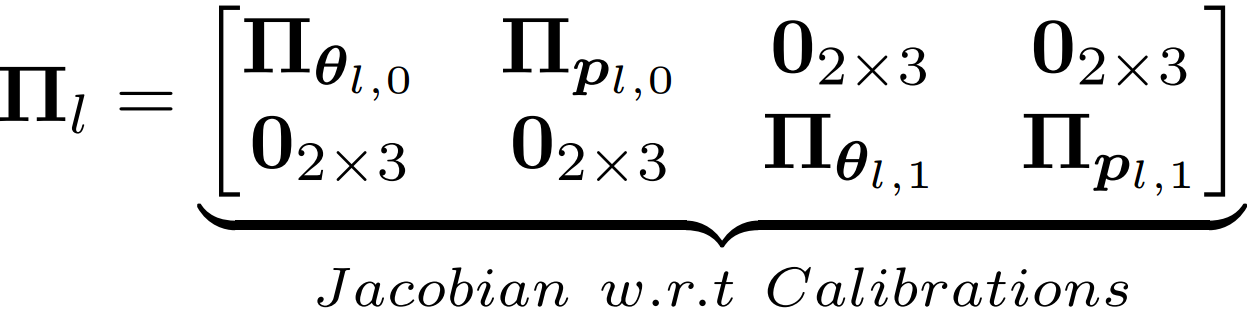 𝚷_l = [ 𝚷_{𝜽_{l,0}} 𝚷_{𝒑_{l,0}} 𝟎_{2×3} 𝟎_{2×3}
𝟎_{2×3} 𝟎_{2×3} 𝚷_{𝜽_{l,1}} 𝚷_{𝒑_{l,1}} ]
Jacobian w.r.t Calibrations